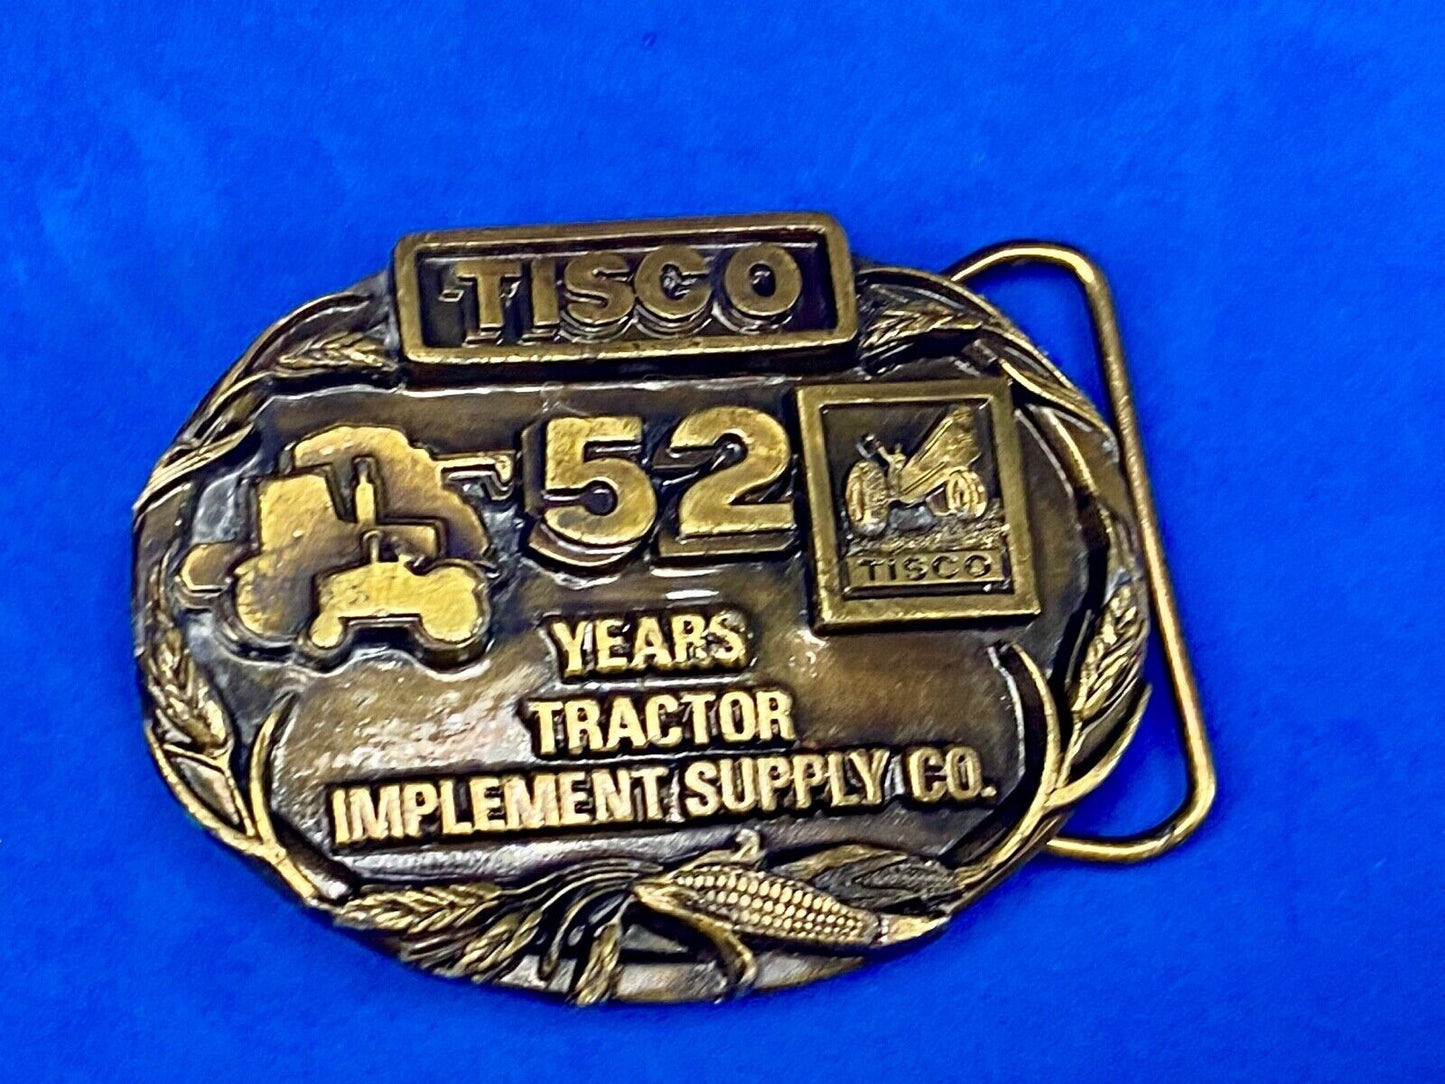 TISCO
52
TISCO
YEARS
TRACTOR
IMPLEMENT SUPPLY CO.